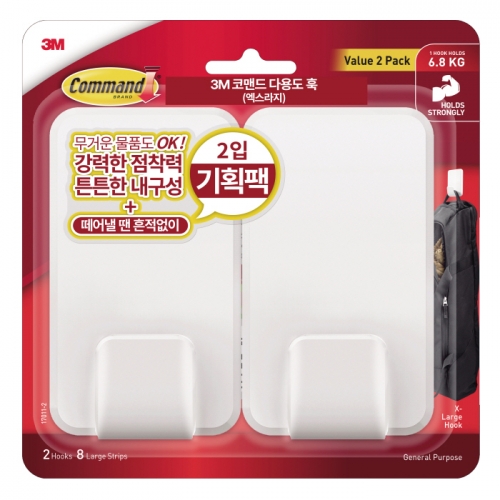 3M
Command
BRAND
3M 코맨드 다용도 훅
(엑스라지)
Value 2 Pack
1 HOOK HOLDS
6.8 KG
HOLDS
STRONGLY
무거운 물품도 OK!
강력한 점착력
튼튼한 내구성
+
떼어낼 땐 흔적없이
2입
기획팩
17011-2
X-
Large
Hook
2 Hooks 8 Large Strips
General Purpose